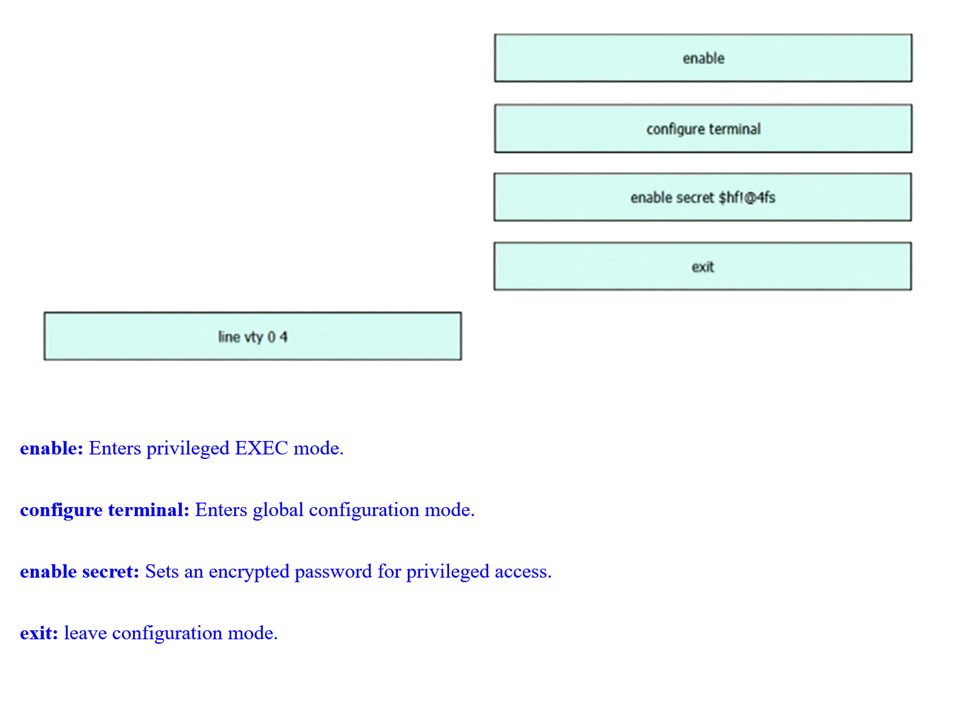 enable
configure terminal
enable secret $hf!@4fs
exit
line vty 0 4
enable: Enters privileged EXEC mode.
configure terminal: Enters global configuration mode.
enable secret: Sets an encrypted password for privileged access.
exit: leave configuration mode.